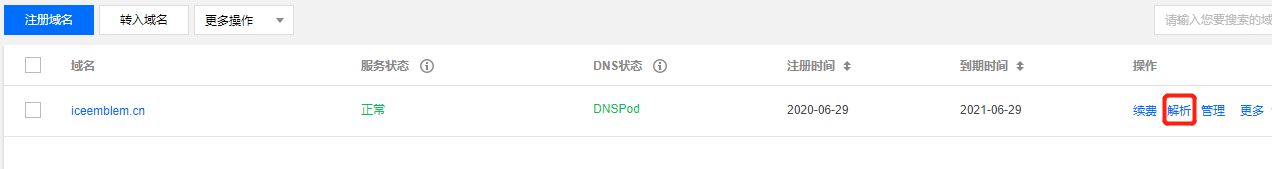 注册域名 转入域名 更多操作 请输入您要搜索的域
域名 服务状态 DNS状态 注册时间 到期时间 操作
iceemblem.cn 正常 DNSPod 2020-06-29 2021-06-29 续费 解析 管理 更多